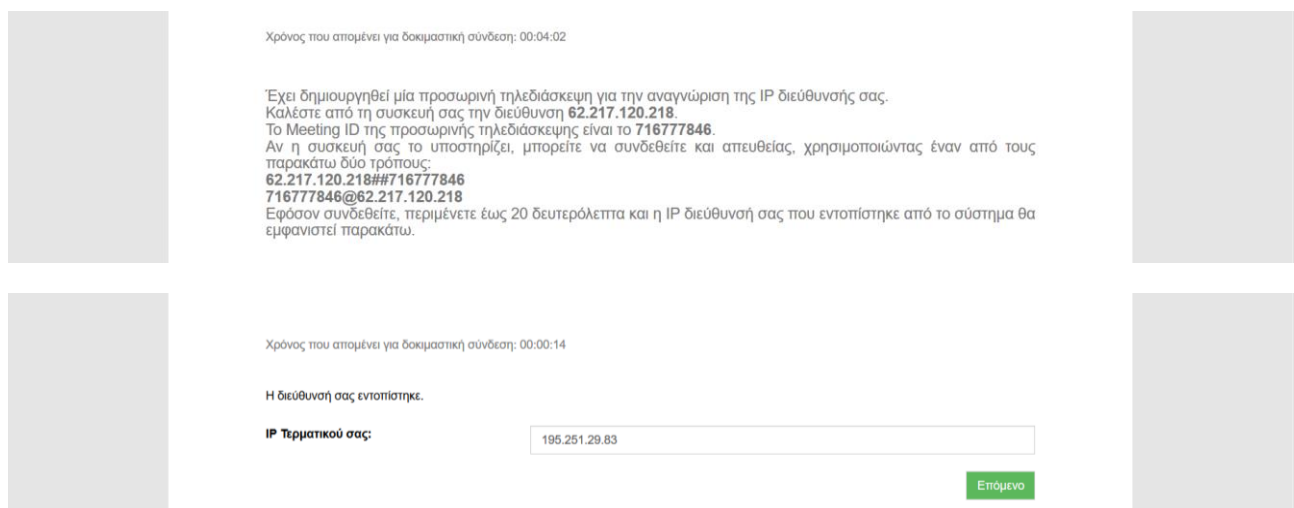 Χρόνος που απομένει για δοκιμαστική σύνδεση: 00:04:02
Έχει δημιουργηθεί μία προσωρινή τηλεδιάσκεψη για την αναγνώριση της IP διεύθυνσής σας.
Καλέστε από τη συσκευή σας την διεύθυνση 62.217.120.218.
Το Meeting ID της προσωρινής τηλεδιάσκεψης είναι το 716777846.
Αν η συσκευή σας το υποστηρίζει, μπορείτε να συνδεθείτε και απευθείας, χρησιμοποιώντας έναν από τους
παρακάτω δύο τρόπους:
62.217.120.218##716777846
716777846@62.217.120.218
Εφόσον συνδεθείτε, περιμένετε έως 20 δευτερόλεπτα και η IP διεύθυνσή σας που εντοπίστηκε από το σύστημα θα
εμφανιστεί παρακάτω.
Χρόνος που απομένει για δοκιμαστική σύνδεση: 00:00:14
Η διεύθυνσή σας εντοπίστηκε.
IP Τερματικού σας:
195.251.29.83
Επόμενο